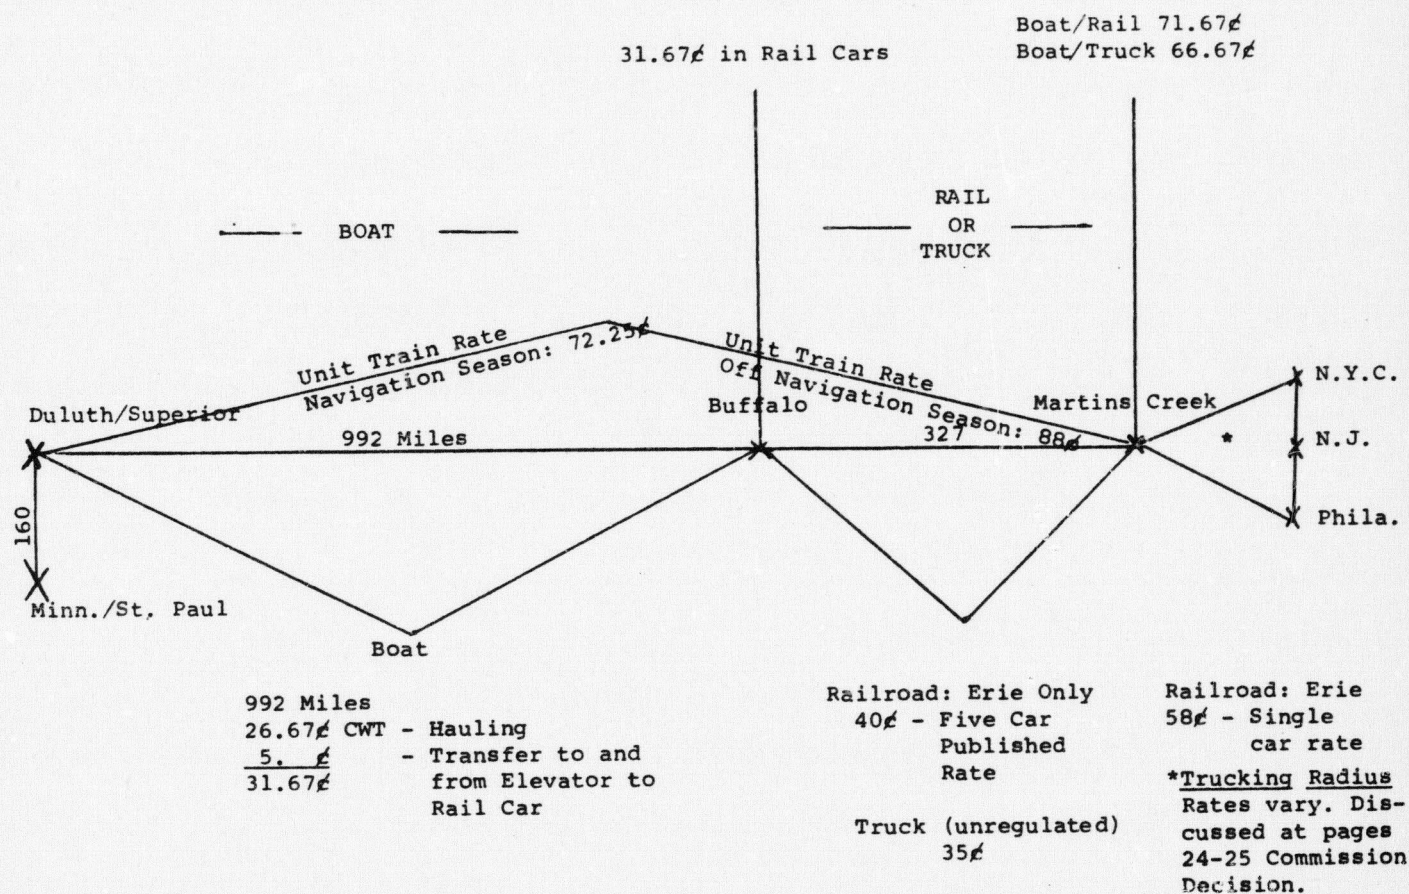 31.67¢ in Rail Cars
Boat/Rail 71.67¢
Boat/Truck 66.67¢
BOAT
RAIL
OR
TRUCK
Unit Train Rate
Navigation Season: 72.25¢
Unit Train Rate
Off Navigation Season: 88¢
Duluth/Superior
992 Miles
Buffalo
327
Martins Creek
N.Y.C.
*
N.J.
Phila.
160
Minn./St. Paul
Boat
992 Miles
26.67¢ CWT - Hauling
5. ¢ - Transfer to and
31.67¢ from Elevator to
Rail Car
Railroad: Erie Only
40¢ - Five Car
Published
Rate
Truck (unregulated)
35¢
Railroad: Erie
58¢ - Single
car rate
*Trucking Radius
Rates vary. Dis-
cussed at pages
24-25 Commission
Decision.